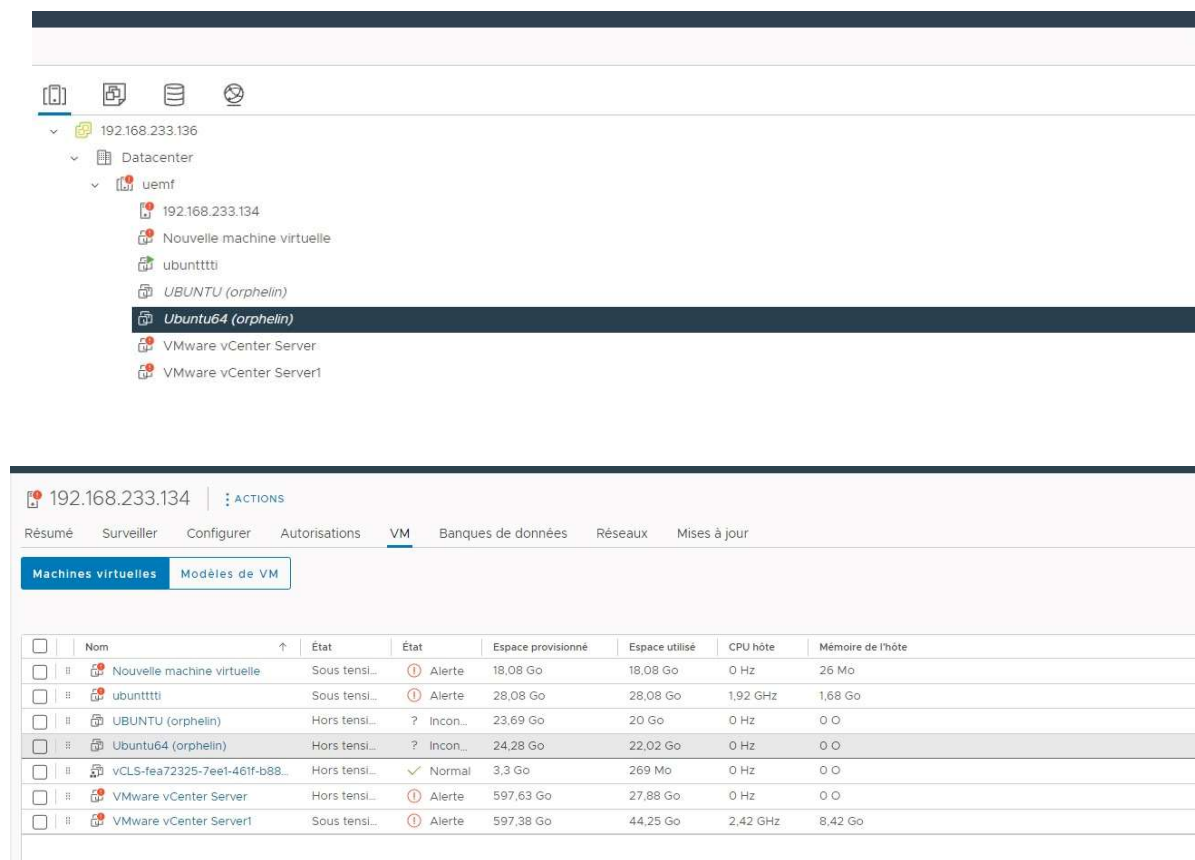 192.168.233.136
Datacenter
uemf
192.168.233.134
Nouvelle machine virtuelle
ubuntttti
UBUNTU (orphelin)
Ubuntu64 (orphelin)
VMware vCenter Server
VMware vCenter Server1
192.168.233.134 ACTIONS
Résumé Surveiller Configurer Autorisations VM Banques de données Réseaux Mises à jour
Machines virtuelles Modèles de VM
Nom État État Espace provisionné Espace utilisé CPU hôte Mémoire de l'hôte
Nouvelle machine virtuelle Sous tensi... Alerte 18,08 Go 18,08 Go 0 Hz 26 Mo
ubuntttti Sous tensi... Alerte 28,08 Go 28,08 Go 1,92 GHz 1,68 Go
UBUNTU (orphelin) Hors tensi... ? Incon... 23,69 Go 20 Go 0 Hz 0 O
Ubuntu64 (orphelin) Hors tensi... ? Incon... 24,28 Go 22,02 Go 0 Hz 0 O
vCLS-fea72325-7ee1-461f-b88... Hors tensi... Normal 3,3 Go 269 Mo 0 Hz 0 O
VMware vCenter Server Hors tensi... Alerte 597,63 Go 27,88 Go 0 Hz 0 O
VMware vCenter Server1 Sous tensi... Alerte 597,38 Go 44,25 Go 2,42 GHz 8,42 Go